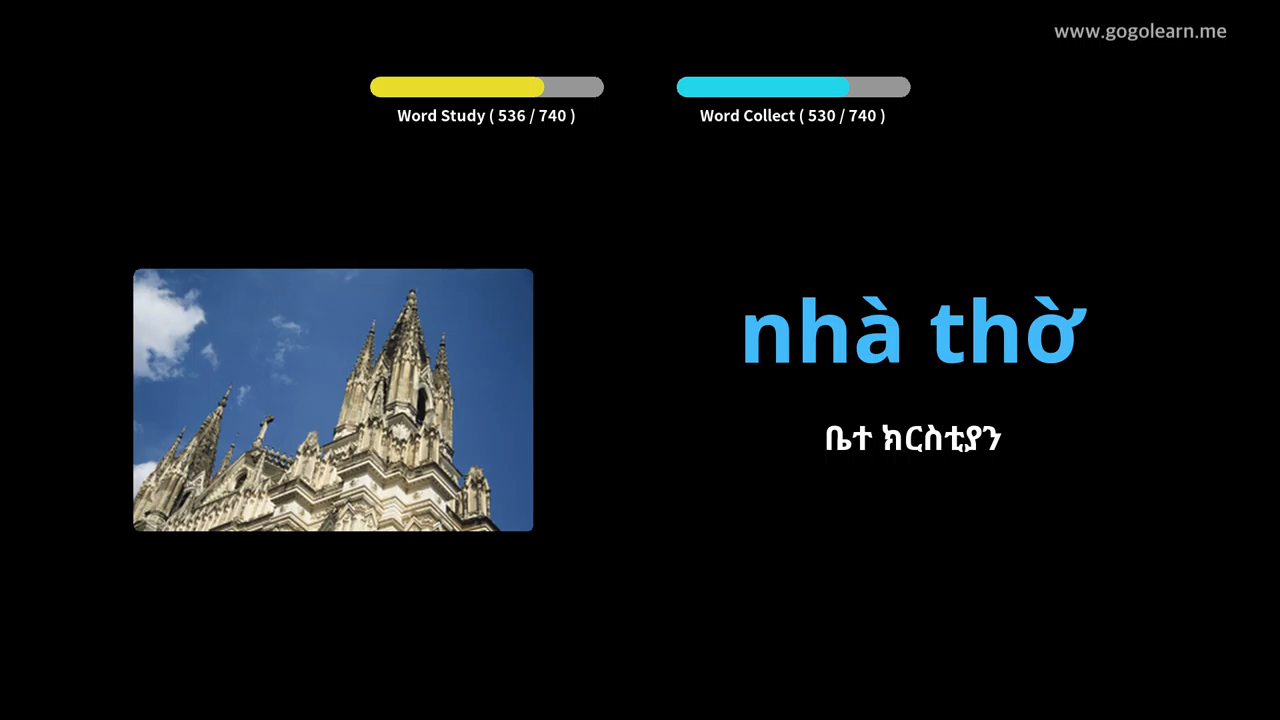 www.gogolearn.me
Word Study ( 536 / 740 )
Word Collect ( 530 / 740 )
nhà thờ
ቤተ ክርስቲያን